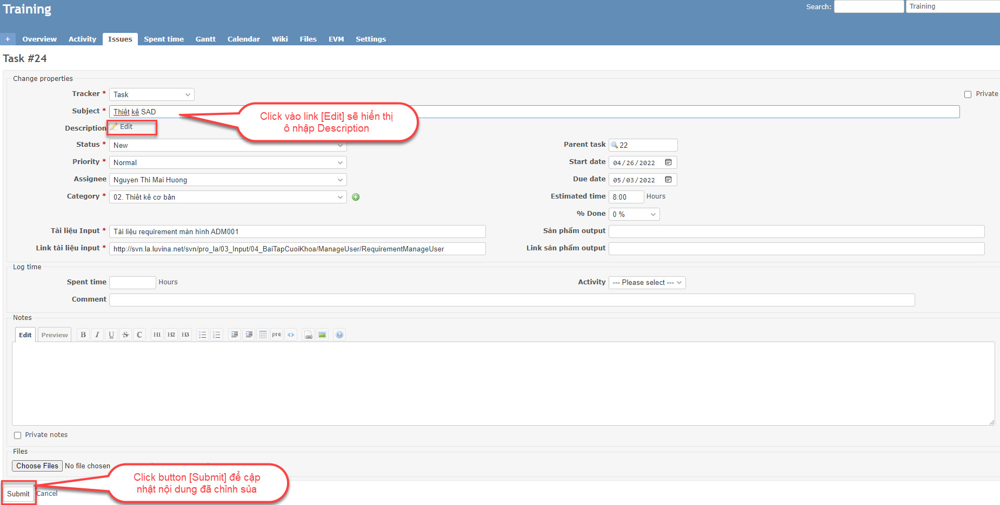 Training
Search:
Training
+ Overview Activity Issues Spent time Gantt Calendar Wiki Files EVM Settings
Task #24
Change properties
Tracker * Task
Private
Subject * Thiết kế SAD
Click vào link [Edit] sẽ hiển thị
ô nhập Description
Description Edit
Status * New
Parent task 22
Priority * Normal
Start date 04/26/2022
Assignee Nguyen Thi Mai Huong
Due date 05/03/2022
Category * 02. Thiết kế cơ bản
Estimated time 8:00 Hours
% Done 0 %
Tài liệu Input * Tài liệu requirement màn hình ADM001
Sản phẩm output
Link tài liệu input * http://svn.la.luvina.net/svn/pro_la/03_Input/04_BaiTapCuoiKhoa/ManageUser/RequirementManageUser
Link sản phẩm output
Log time
Spent time Hours
Activity --- Please select ---
Comment
Notes
Edit Preview B I U S C H1 H2 H3 pre <>
Private notes
Files
Choose Files No file chosen
Click button [Submit] để cập
nhật nội dung đã chỉnh sủa
Submit Cancel